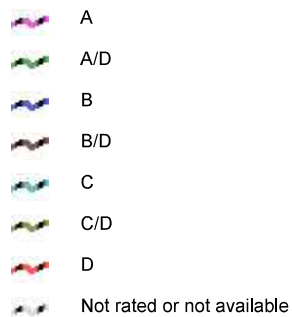 A
A/D
B
B/D
C
C/D
D
Not rated or not available